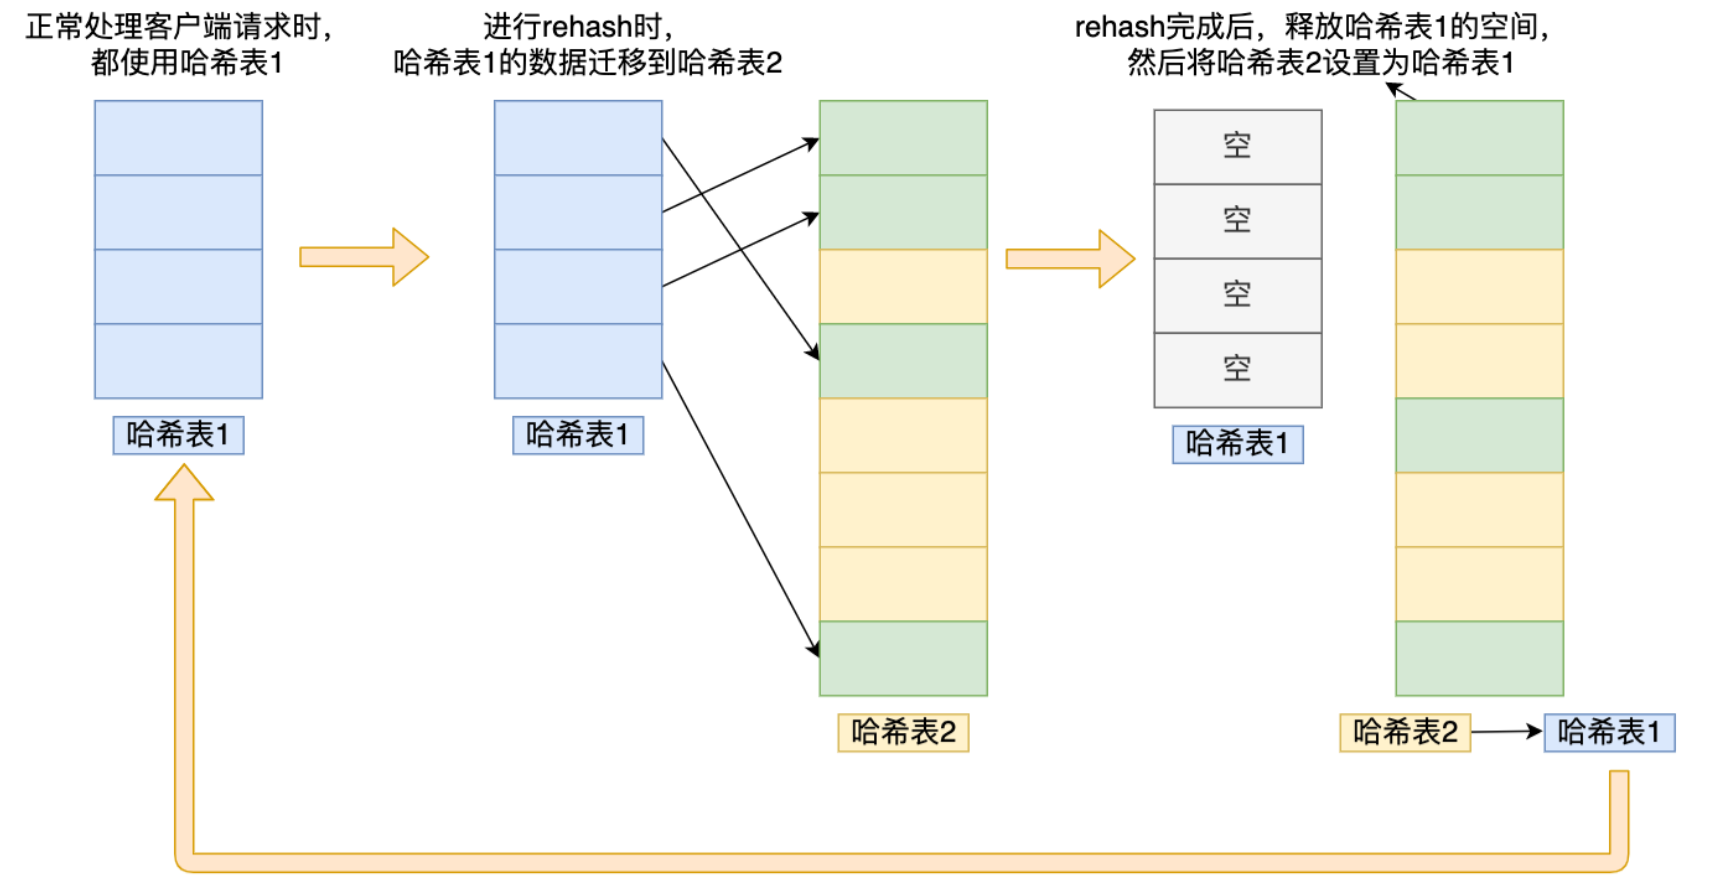 正常处理客户端请求时，
都使用哈希表1
进行rehash时，
哈希表1的数据迁移到哈希表2
rehash完成后，释放哈希表1的空间，
然后将哈希表2设置为哈希表1
空
空
空
空
哈希表1
哈希表1
哈希表1
哈希表2
哈希表2
哈希表1